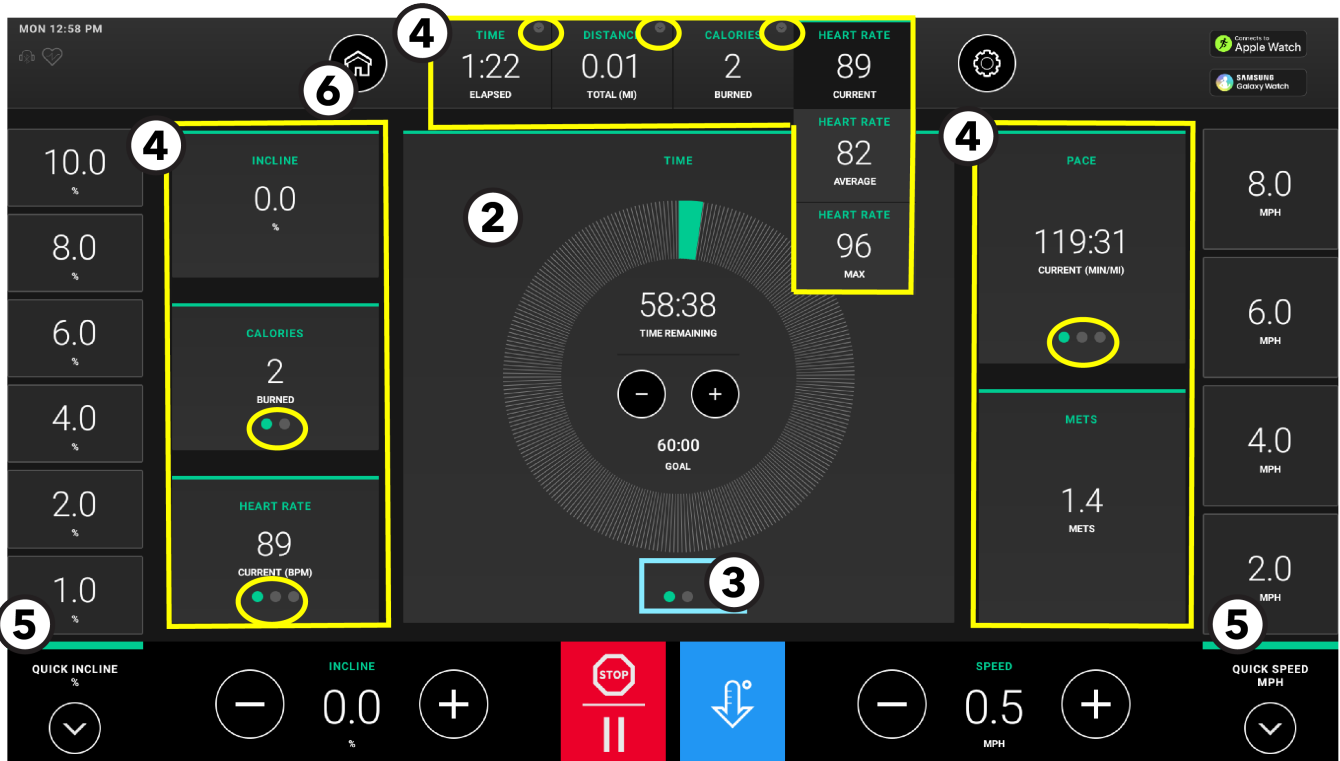 MON 12:58 PM
6
4
TIME
1:22
ELAPSED
DISTANCE
0.01
TOTAL (MI)
CALORIES
2
BURNED
HEART RATE
89
CURRENT
HEART RATE
82
AVERAGE
HEART RATE
96
MAX
Connects to
Apple Watch
SAMSUNG
Galaxy Watch
10.0
%
8.0
%
6.0
%
4.0
%
2.0
%
1.0
%
5
4
INCLINE
0.0
%
CALORIES
2
BURNED
HEART RATE
89
CURRENT (BPM)
2
TIME
58:38
TIME REMAINING
−
+
60:00
GOAL
3
4
PACE
119:31
CURRENT (MIN/MI)
METS
1.4
METS
8.0
MPH
6.0
MPH
4.0
MPH
2.0
MPH
5
QUICK INCLINE
%
−
INCLINE
0.0
%
+
STOP
−
SPEED
0.5
MPH
+
QUICK SPEED
MPH